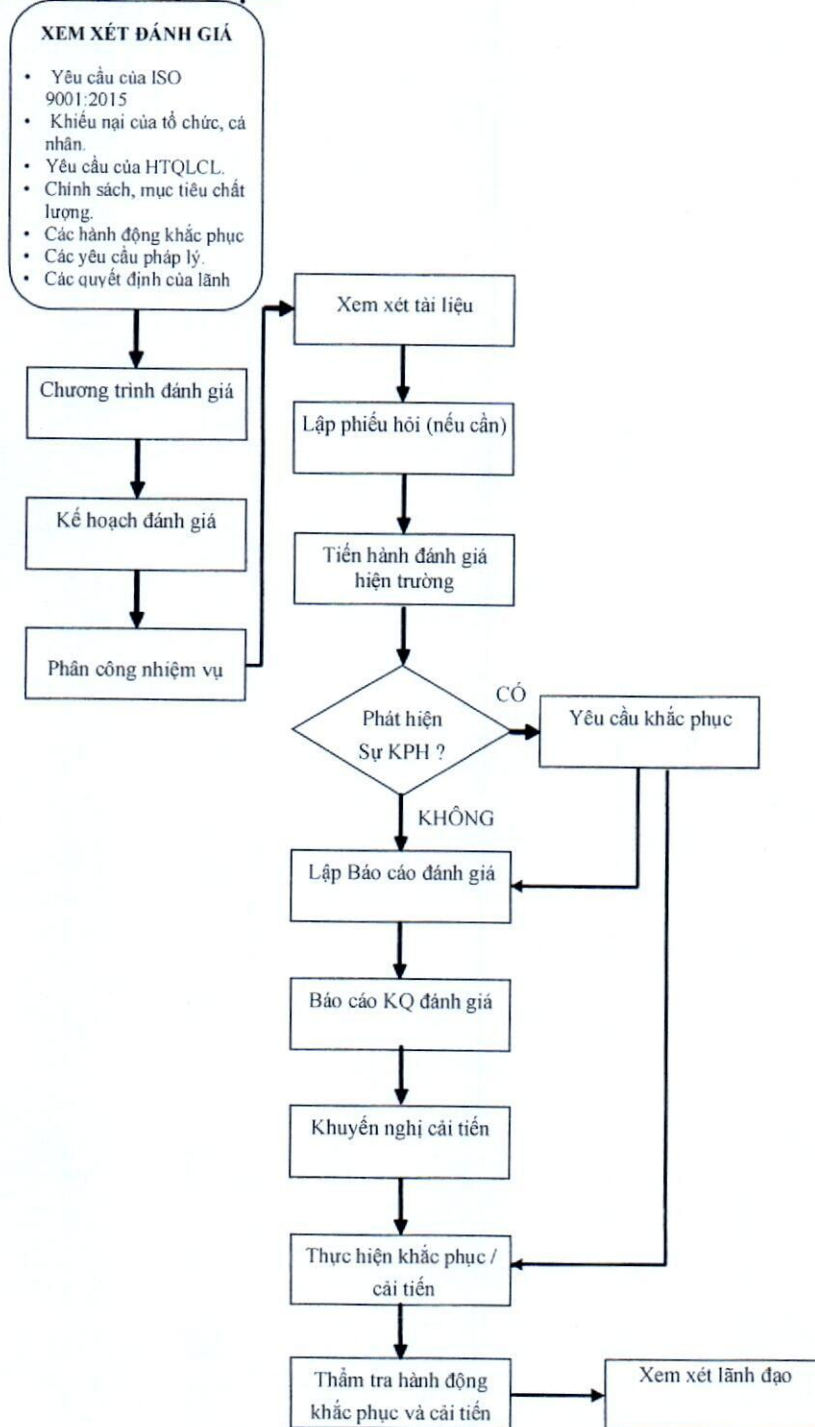 XEM XÉT ĐÁNH GIÁ
• Yêu cầu của ISO
9001:2015
• Khiếu nại của tổ chức, cá
nhân.
• Yêu cầu của HTQLCL.
• Chính sách, mục tiêu chất
lượng.
• Các hành động khắc phục
• Các yêu cầu pháp lý.
• Các quyết định của lãnh
Chương trình đánh giá
Kế hoạch đánh giá
Phân công nhiệm vụ
Xem xét tài liệu
Lập phiếu hỏi (nếu cần)
Tiến hành đánh giá
hiện trường
Phát hiện
Sự KPH ?
CÓ
Yêu cầu khắc phục
KHÔNG
Lập Báo cáo đánh giá
Báo cáo KQ đánh giá
Khuyến nghị cải tiến
Thực hiện khắc phục /
cải tiến
Thẩm tra hành động
khắc phục và cải tiến
Xem xét lãnh đạo